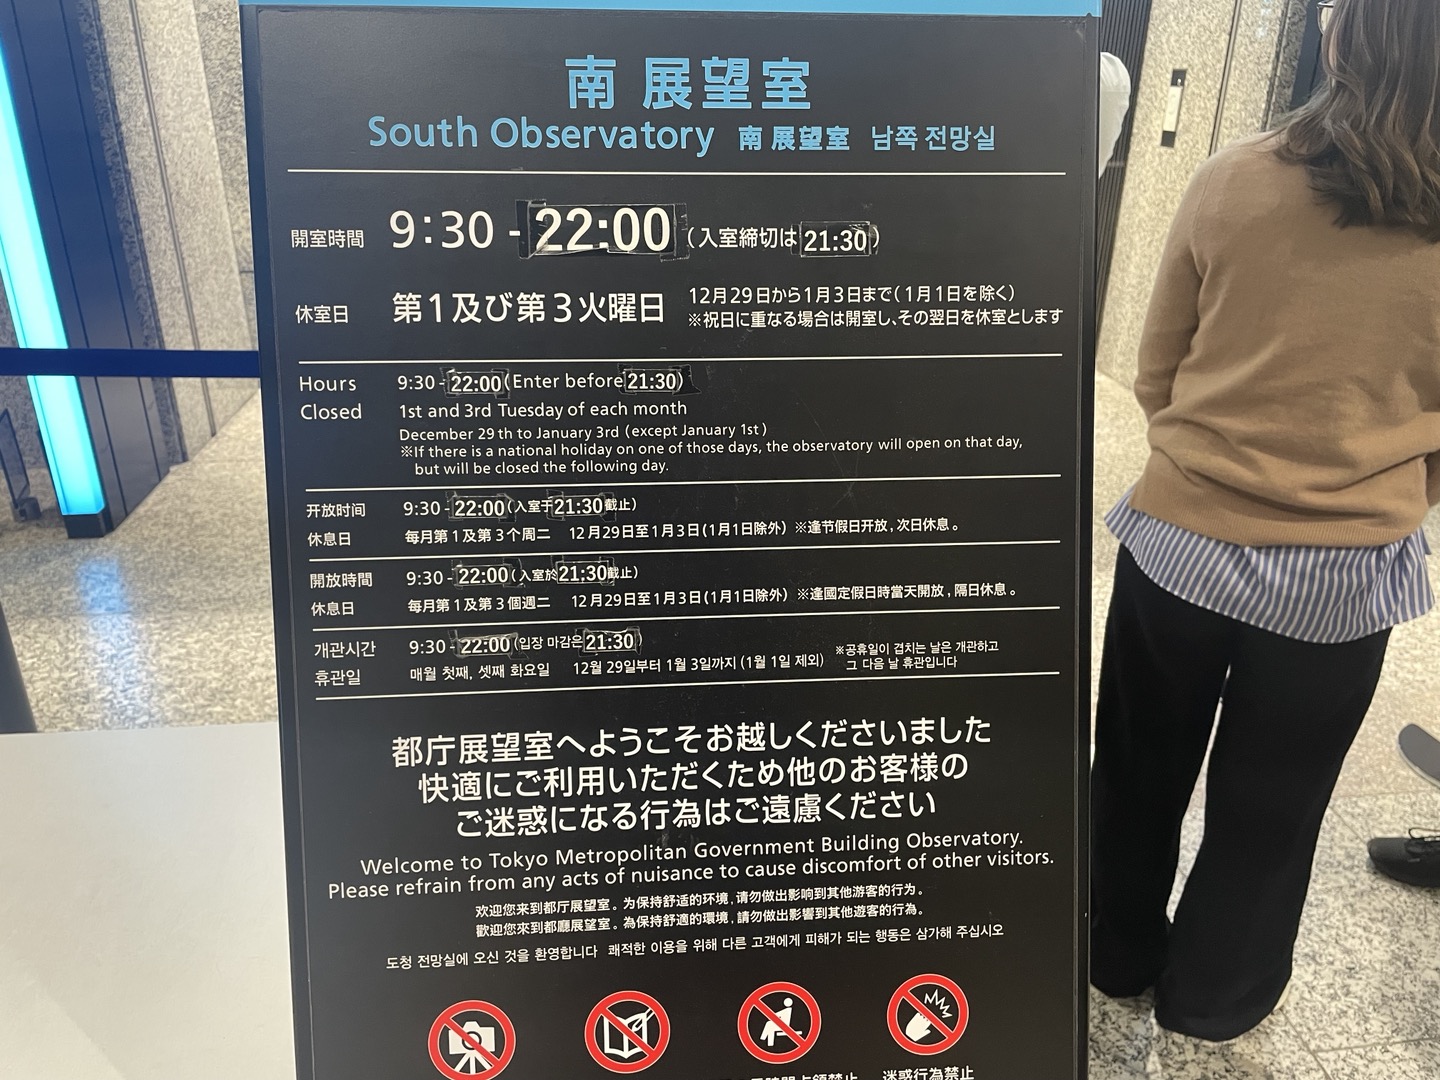 南 展望室
South Observatory 南 展望室 남쪽 전망실
開室時間 9:30 - 22:00 (入室締切は 21:30)
休室日 第1及び第3火曜日 12月29日から1月3日まで(1月1日を除く)
※祝日に重なる場合は開室し、その翌日を休室とします
Hours 9:30 - 22:00 (Enter before 21:30)
Closed 1st and 3rd Tuesday of each month
December 29th to January 3rd (except January 1st)
※If there is a national holiday on one of those days, the observatory will open on that day,
but will be closed the following day.
开放时间 9:30 - 22:00 (入室于21:30截止)
休息日 每月第1及第3个周二 12月29日至1月3日(1月1日除外) ※逢节假日开放,次日休息。
開放時間 9:30 - 22:00 (入室於21:30截止)
休息日 每月第1及第3個週二 12月29日至1月3日(1月1日除外) ※逢國定假日時當天開放,隔日休息。
개관시간 9:30 - 22:00 (입장 마감은 21:30)
휴관일 매월 첫째, 셋째 화요일 12월 29일부터 1월 3일까지 (1월 1일 제외) ※공휴일이 겹치는 날은 개관하고
그 다음 날 휴관입니다
都庁展望室へようこそお越しくださいました
快適にご利用いただくため他のお客様の
ご迷惑になる行為はご遠慮ください
Welcome to Tokyo Metropolitan Government Building Observatory.
Please refrain from any acts of nuisance to cause discomfort of other visitors.
欢迎您来到都厅展望室。为保持舒适的环境,请勿做出影响到其他游客的行为。
歡迎您來到都廳展望室。為保持舒適的環境,請勿做出影響到其他遊客的行為。
도청 전망실에 오신 것을 환영합니다 쾌적한 이용을 위해 다른 고객에게 피해가 되는 행동은 삼가해 주십시오
迷惑行為禁止